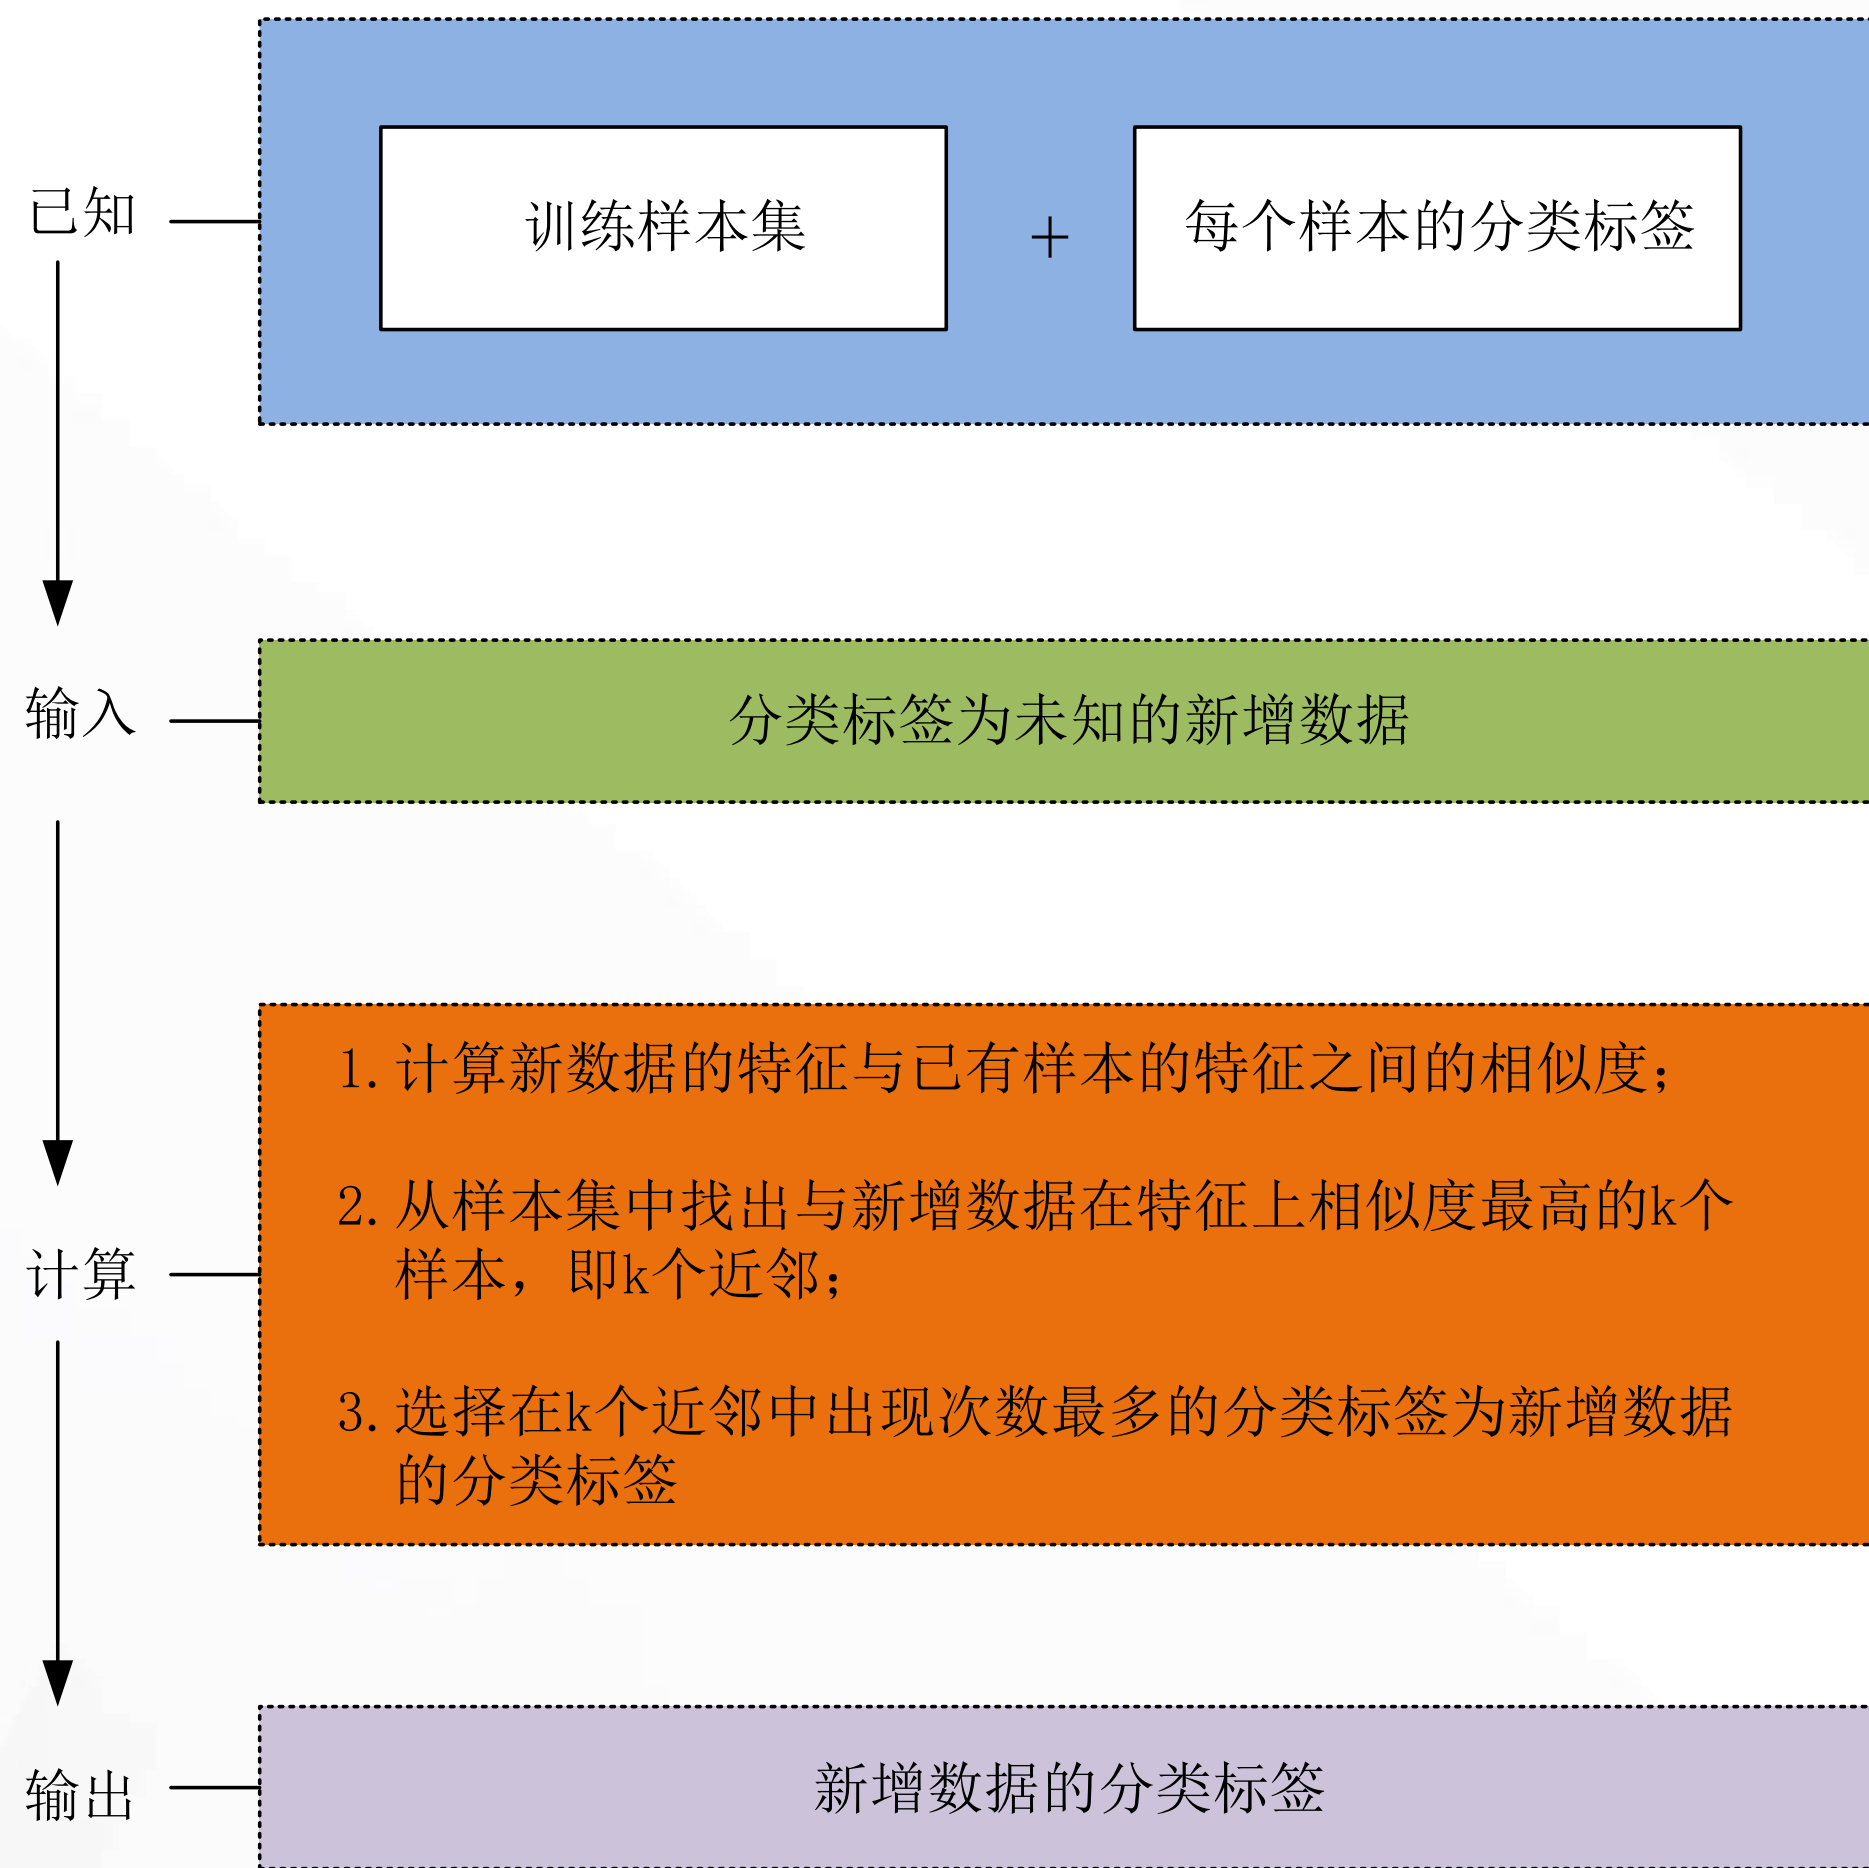 已知
训练样本集
+
每个样本的分类标签
输入
分类标签为未知的新增数据
计算
1. 计算新数据的特征与已有样本的特征之间的相似度；
2. 从样本集中找出与新增数据在特征上相似度最高的k个
样本，即k个近邻；
3. 选择在k个近邻中出现次数最多的分类标签为新增数据
的分类标签
输出
新增数据的分类标签